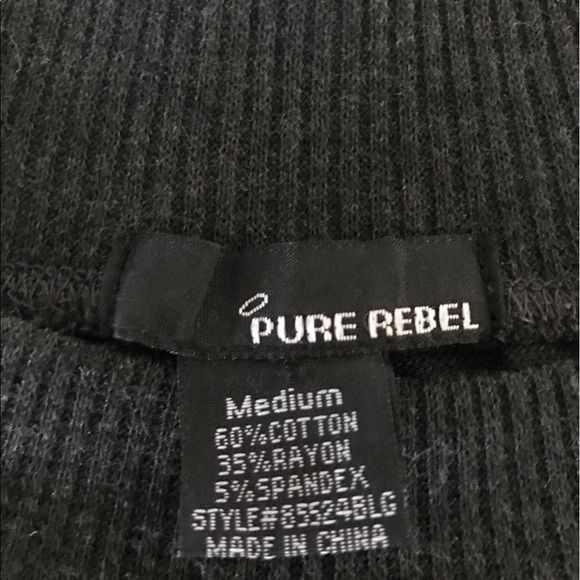 PURE REBEL
Medium
60%COTTON
35%RAYON
5%SPANDEX
STYLE#85524BLG
MADE IN CHINA